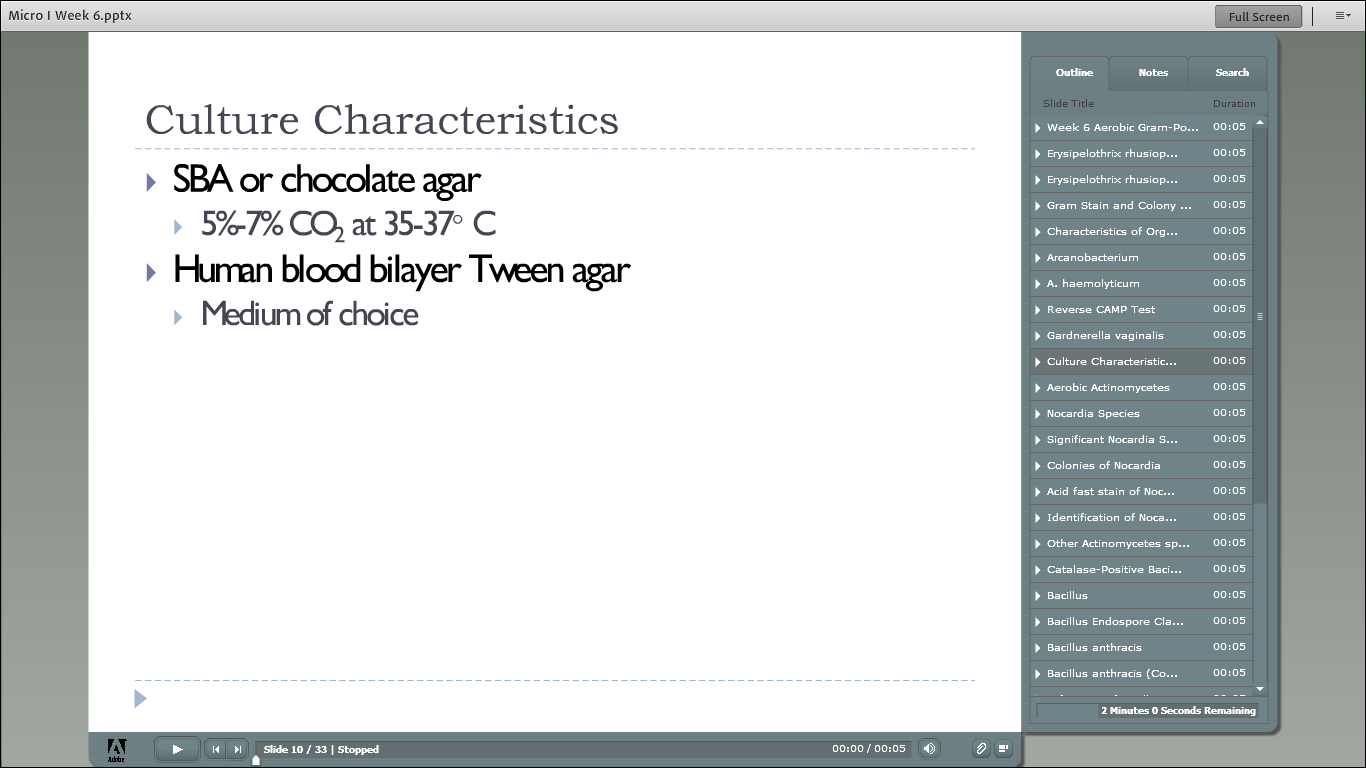 Micro I Week 6.pptx
Full Screen
Culture Characteristics
SBA or chocolate agar
5%-7% CO₂ at 35-37° C
Human blood bilayer Tween agar
Medium of choice
Outline Notes Search
Slide Title Duration
Week 6 Aerobic Gram-Po... 00:05
Erysipelothrix rhusiop... 00:05
Erysipelothrix rhusiop... 00:05
Gram Stain and Colony ... 00:05
Characteristics of Org... 00:05
Arcanobacterium 00:05
A. haemolyticum 00:05
Reverse CAMP Test 00:05
Gardnerella vaginalis 00:05
Culture Characteristic... 00:05
Aerobic Actinomycetes 00:05
Nocardia Species 00:05
Significant Nocardia S... 00:05
Colonies of Nocardia 00:05
Acid fast stain of Noc... 00:05
Identification of Noca... 00:05
Other Actinomycetes sp... 00:05
Catalase-Positive Baci... 00:05
Bacillus 00:05
Bacillus Endospore Cla... 00:05
Bacillus anthracis 00:05
Bacillus anthracis (Co... 00:05
2 Minutes 0 Seconds Remaining
Adobe
Slide 10 / 33 | Stopped 00:00 / 00:05